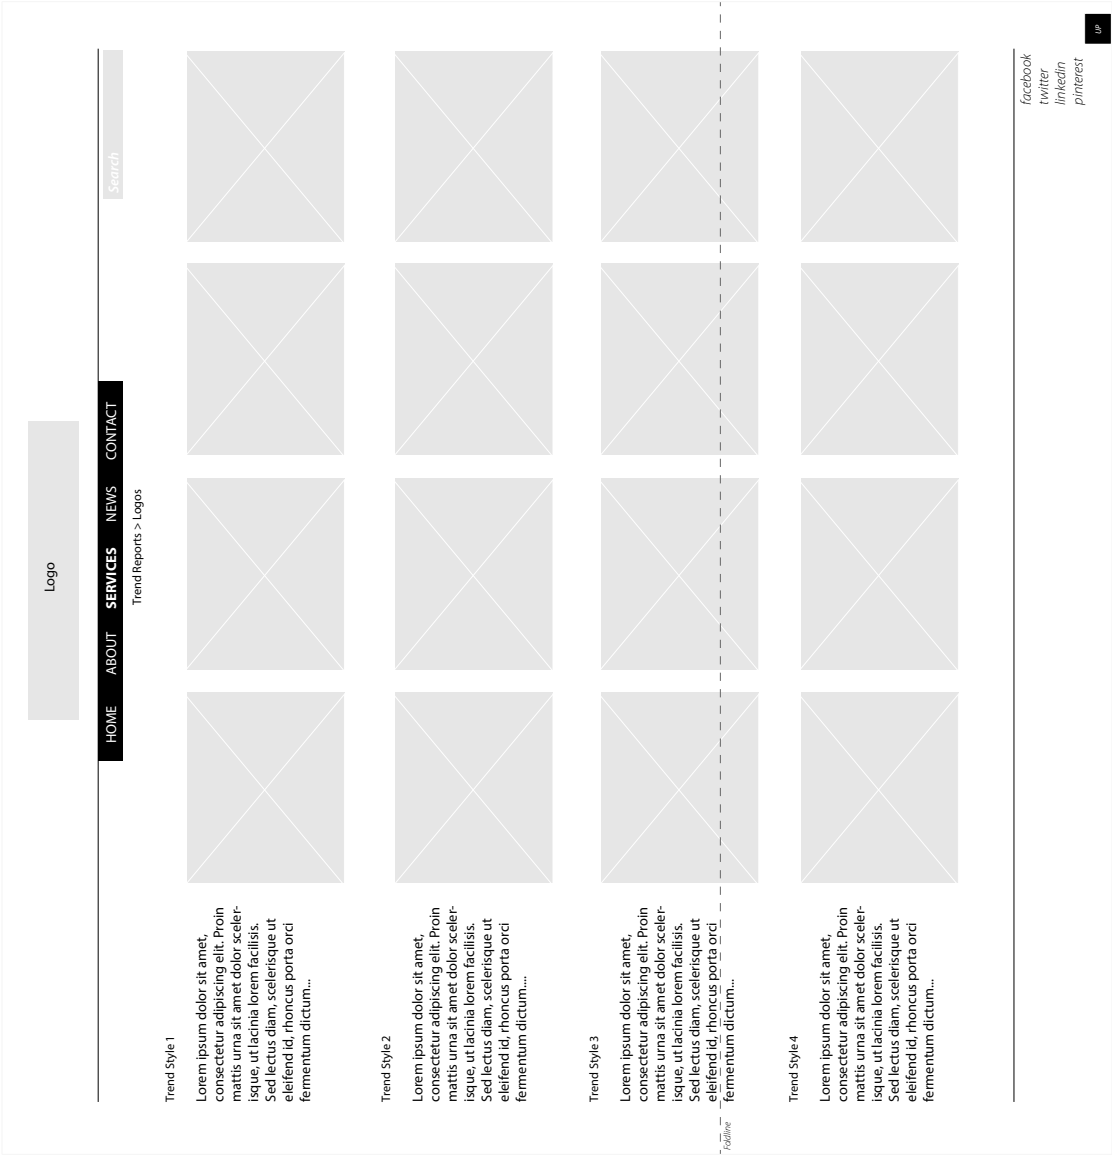 Logo
HOME ABOUT SERVICES NEWS CONTACT
Search
Trend Reports > Logos
Trend Style 1
Lorem ipsum dolor sit amet,
consectetur adipiscing elit. Proin
mattis urna sit amet dolor sceler-
isque, ut lacinia lorem facilisis.
Sed lectus diam, scelerisque ut
eleifend id, rhoncus porta orci
fermentum dictum...
Trend Style 2
Lorem ipsum dolor sit amet,
consectetur adipiscing elit. Proin
mattis urna sit amet dolor sceler-
isque, ut lacinia lorem facilisis.
Sed lectus diam, scelerisque ut
eleifend id, rhoncus porta orci
fermentum dictum....
Trend Style 3
Lorem ipsum dolor sit amet,
consectetur adipiscing elit. Proin
mattis urna sit amet dolor sceler-
isque, ut lacinia lorem facilisis.
Sed lectus diam, scelerisque ut
eleifend id, rhoncus porta orci
fermentum dictum...
Foldline
Trend Style 4
Lorem ipsum dolor sit amet,
consectetur adipiscing elit. Proin
mattis urna sit amet dolor sceler-
isque, ut lacinia lorem facilisis.
Sed lectus diam, scelerisque ut
eleifend id, rhoncus porta orci
fermentum dictum...
facebook
twitter
linkedin
pinterest
UP